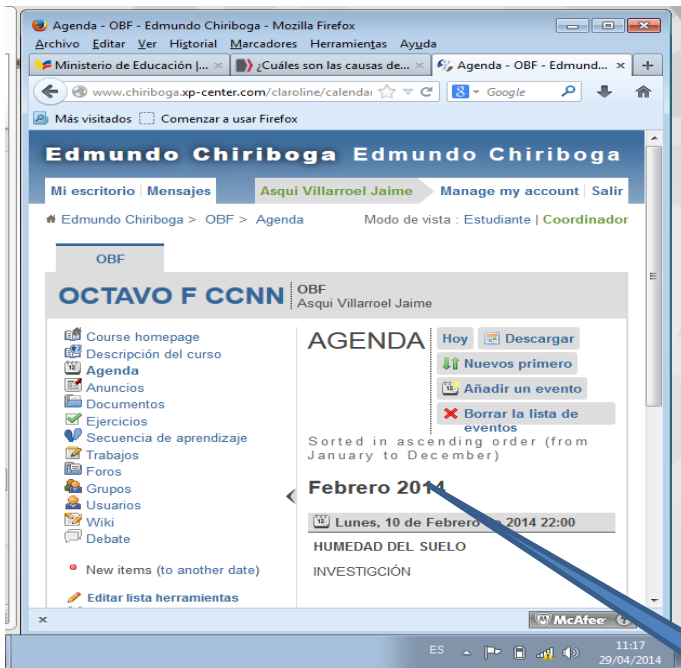 Agenda - OBF - Edmundo Chiriboga - Mozilla Firefox
Archivo Editar Ver Historial Marcadores Herramientas Ayuda
Ministerio de Educación |... × ¿Cuáles son las causas de... × Agenda - OBF - Edmund... × +
www.chiriboga.xp-center.com/claroline/calendar 8 Google
Más visitados Comenzar a usar Firefox
Edmundo Chiriboga Edmundo Chiriboga
Mi escritorio | Mensajes Asqui Villarroel Jaime Manage my account | Salir
Edmundo Chiriboga > OBF > Agenda Modo de vista : Estudiante | Coordinador
OBF
OCTAVO F CCNN
OBF
Asqui Villarroel Jaime
Course homepage
Descripción del curso
Agenda
Anuncios
Documentos
Ejercicios
Secuencia de aprendizaje
Trabajos
Foros
Grupos
Usuarios
Wiki
Debate
New items (to another date)
Editar lista herramientas
AGENDA
Hoy
Descargar
Nuevos primero
Añadir un evento
Borrar la lista de
eventos
Sorted in ascending order (from
January to December)
Febrero 2014
12 Lunes, 10 de Febrero 2014 22:00
HUMEDAD DEL SUELO
INVESTIGCIÓN
× McAfee
ES 11:17
29/04/2014